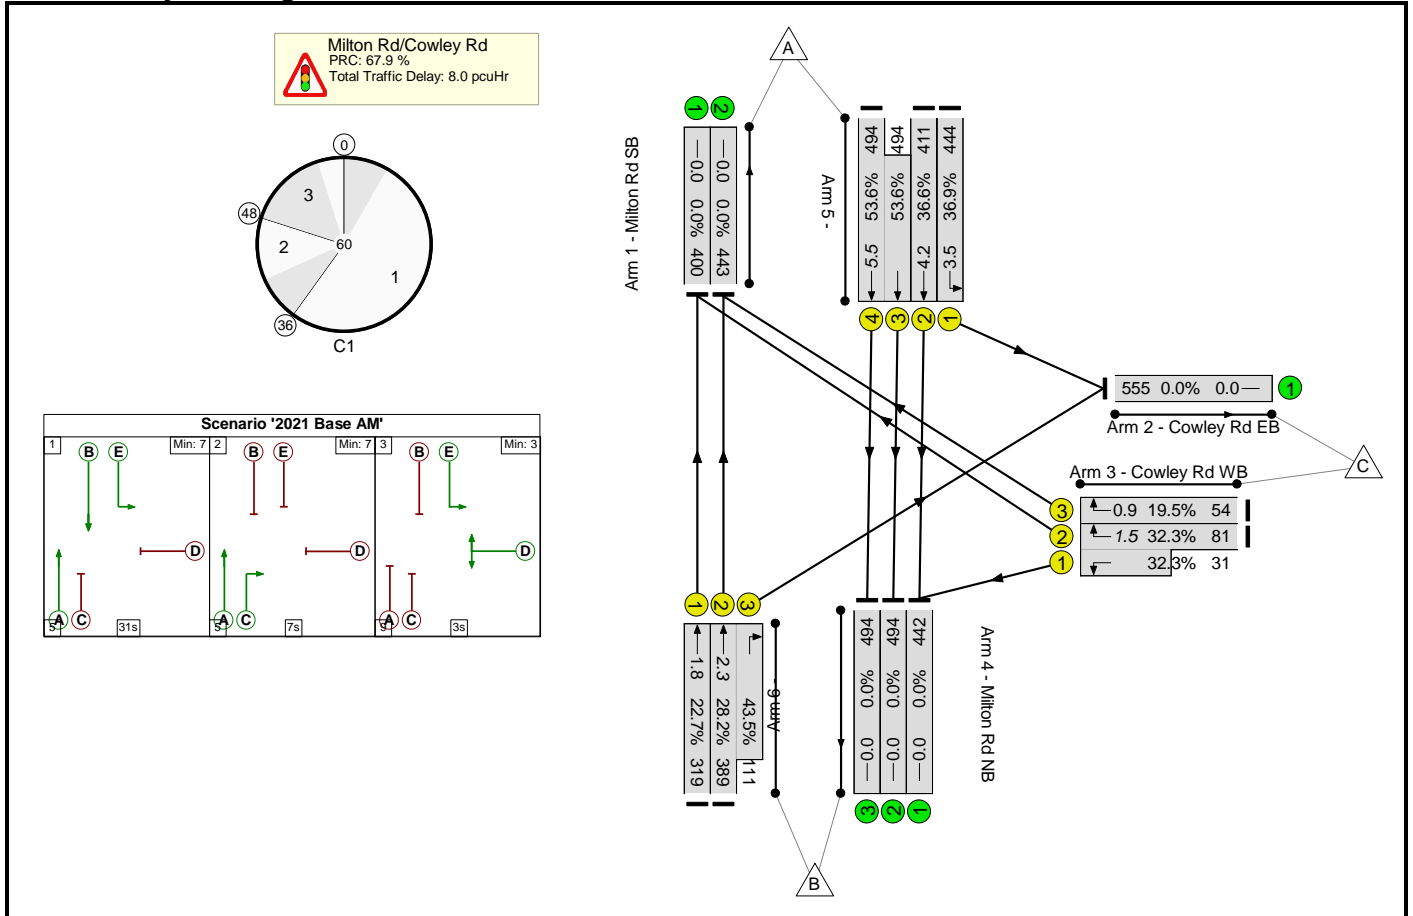 Milton Rd/Cowley Rd
PRC: 67.9 %
Total Traffic Delay: 8.0 pcuHr
0
3
48
2
60
1
36
C1
Scenario '2021 Base AM'
1
B
E
Min: 7
D
A
C
5
31s
2
B
E
Min: 7
D
A
C
5
7s
3
B
E
Min: 3
D
A
C
3s
A
Arm 1 - Milton Rd SB
1
2
0.0 0.0% 400
0.0 0.0% 443
Arm 5 -
494 53.6% 5.5
494 53.6%
411 36.6% 4.2
444 36.9% 3.5
4
3
2
1
555 0.0% 0.0
1
Arm 2 - Cowley Rd EB
C
Arm 3 - Cowley Rd WB
3
0.9 19.5% 54
2
1.5 32.3% 81
1
32.3% 31
1
2
3
1.8 22.7% 319
2.3 28.2% 389
43.5% 111
Arm 6 -
494 0.0% 0.0
494 0.0% 0.0
442 0.0% 0.0
3
2
1
Arm 4 - Milton Rd NB
B